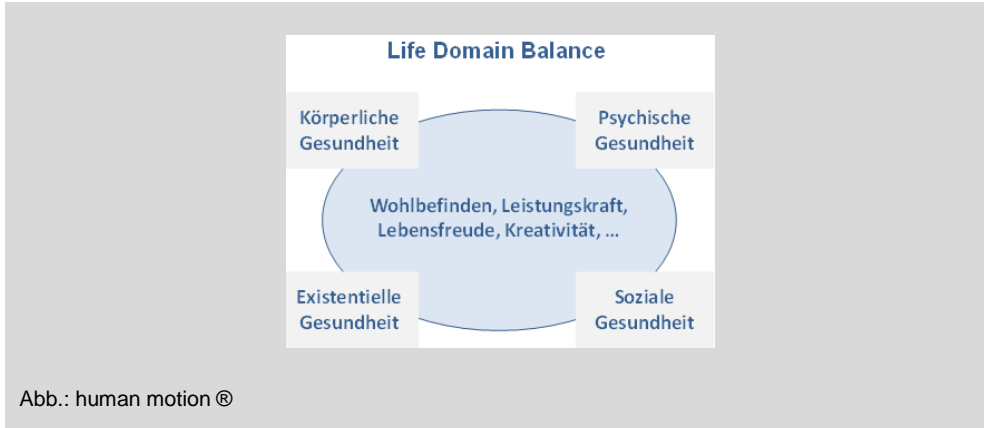 Life Domain Balance
Körperliche
Gesundheit
Psychische
Gesundheit
Wohlbefinden, Leistungskraft,
Lebensfreude, Kreativität, ...
Existentielle
Gesundheit
Soziale
Gesundheit
Abb.: human motion ®